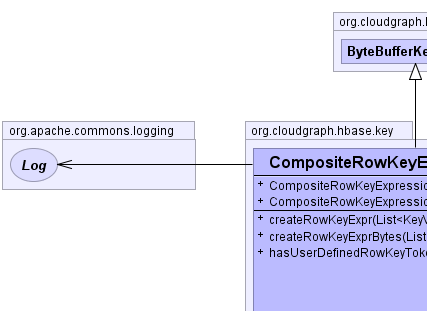 org.cloudgraph.h
ByteBufferKe
org.apache.commons.logging
org.cloudgraph.hbase.key
Log
CompositeRowKeyE
+ CompositeRowKeyExpressio
+ CompositeRowKeyExpressio
+ createRowKeyExpr(List<KeyV
+ createRowKeyExprBytes(List
+ hasUserDefinedRowKeyToke